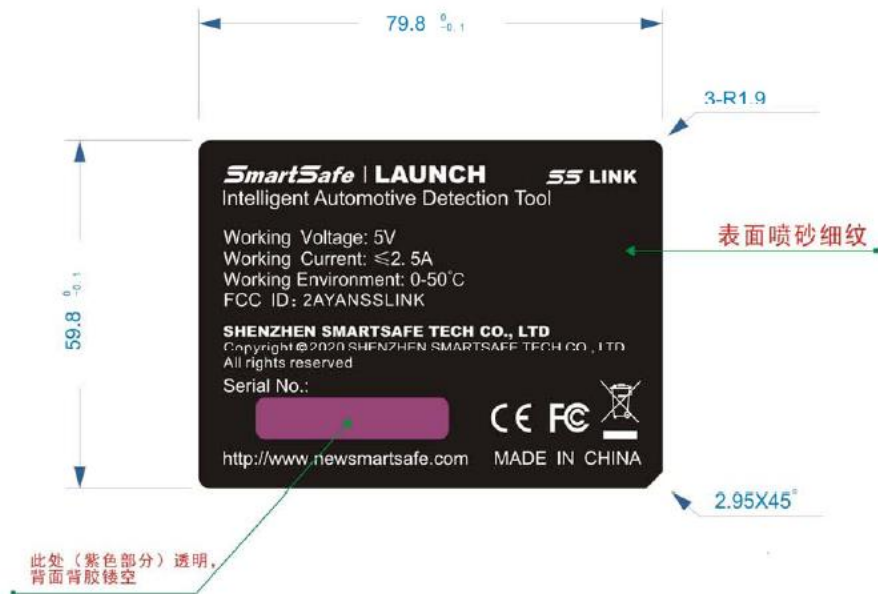 79.8 0 -0.1
3-R1.9
SmartSafe | LAUNCH SS LINK
Intelligent Automotive Detection Tool
表面喷砂细纹
Working Voltage: 5V
Working Current: ≤2.5A
Working Environment: 0-50°C
FCC ID: 2AYANSSLINK
59.8 0 -0.1
SHENZHEN SMARTSAFE TECH CO., LTD
Copyright@2020 SHENZHEN SMARTSAFE TECH CO., LTD
All rights reserved
Serial No.:
CE FC
http://www.newsmartsafe.com MADE IN CHINA
2.95X45°
此处（紫色部分）透明，
背面背胶镂空